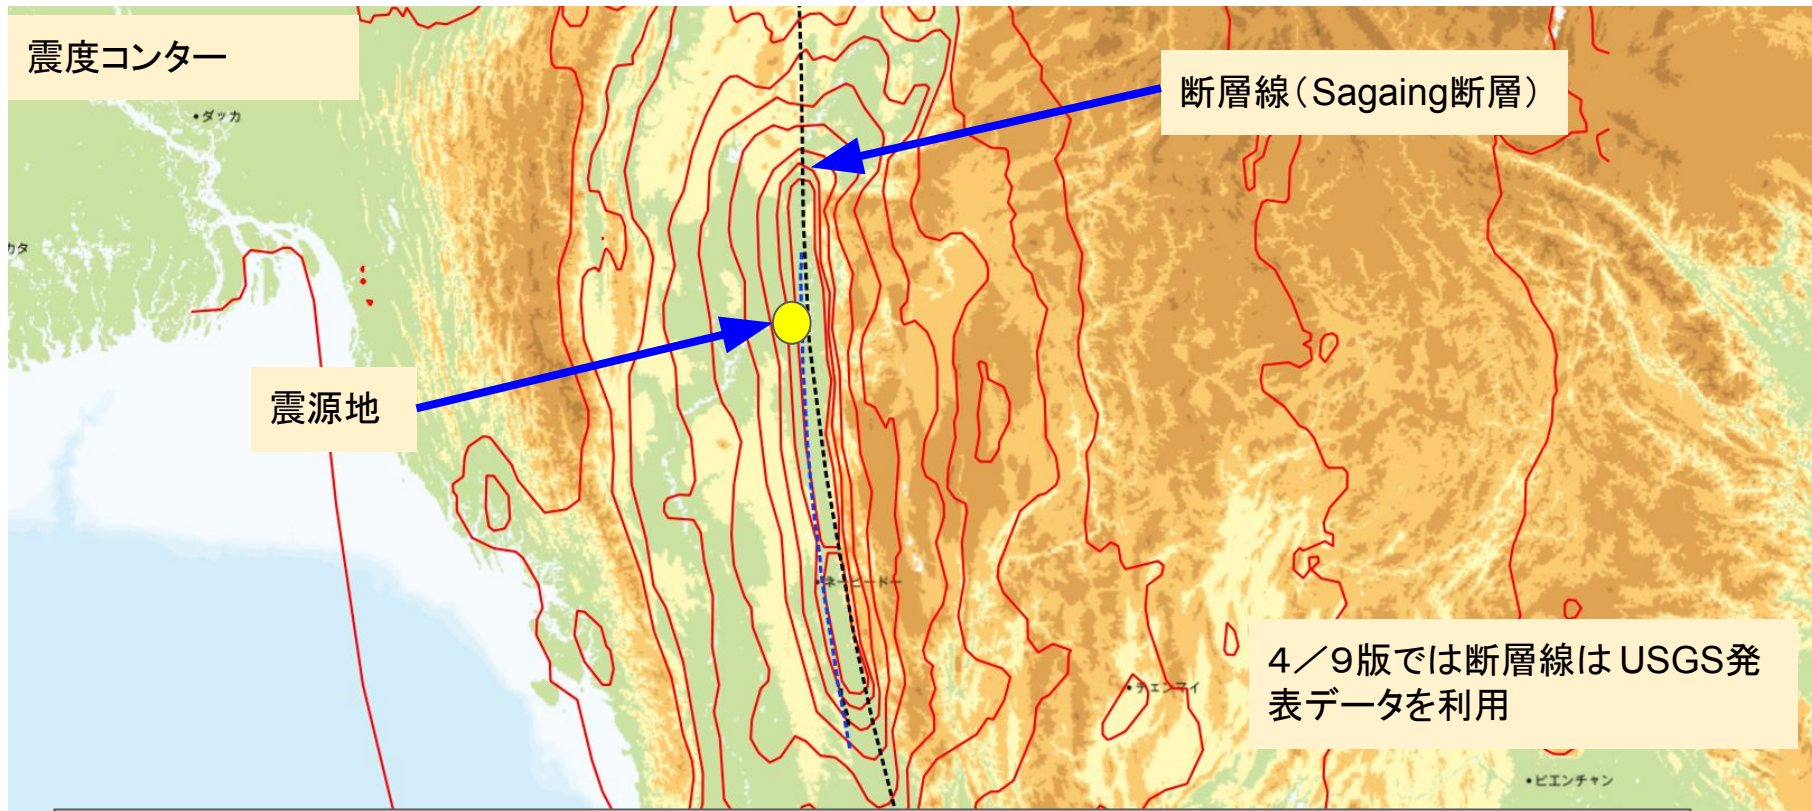 震度コンター
断層線（Sagaing断層）
・ダッカ
カタ
震源地
・ネーピードー
４／９版では断層線は USGS発
表データを利用
・チェンマイ
・ビエンチャン